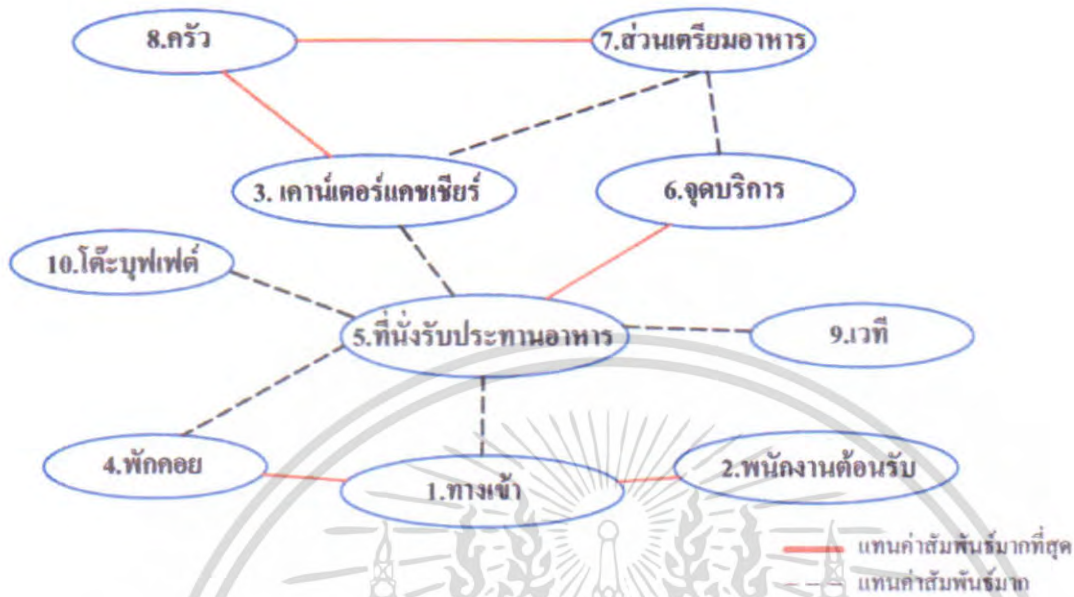 8.ครัว
7.ส่วนเตรียมอาหาร
3. เคาน์เตอร์แคชเชียร์
6.จุดบริการ
10.โต๊ะบุฟเฟต์
5.ที่นั่งรับประทานอาหาร
9.เวที
4.พักคอย
1.ทางเข้า
2.พนักงานต้อนรับ
แทนค่าสัมพันธ์มากที่สุด
แทนค่าสัมพันธ์มาก